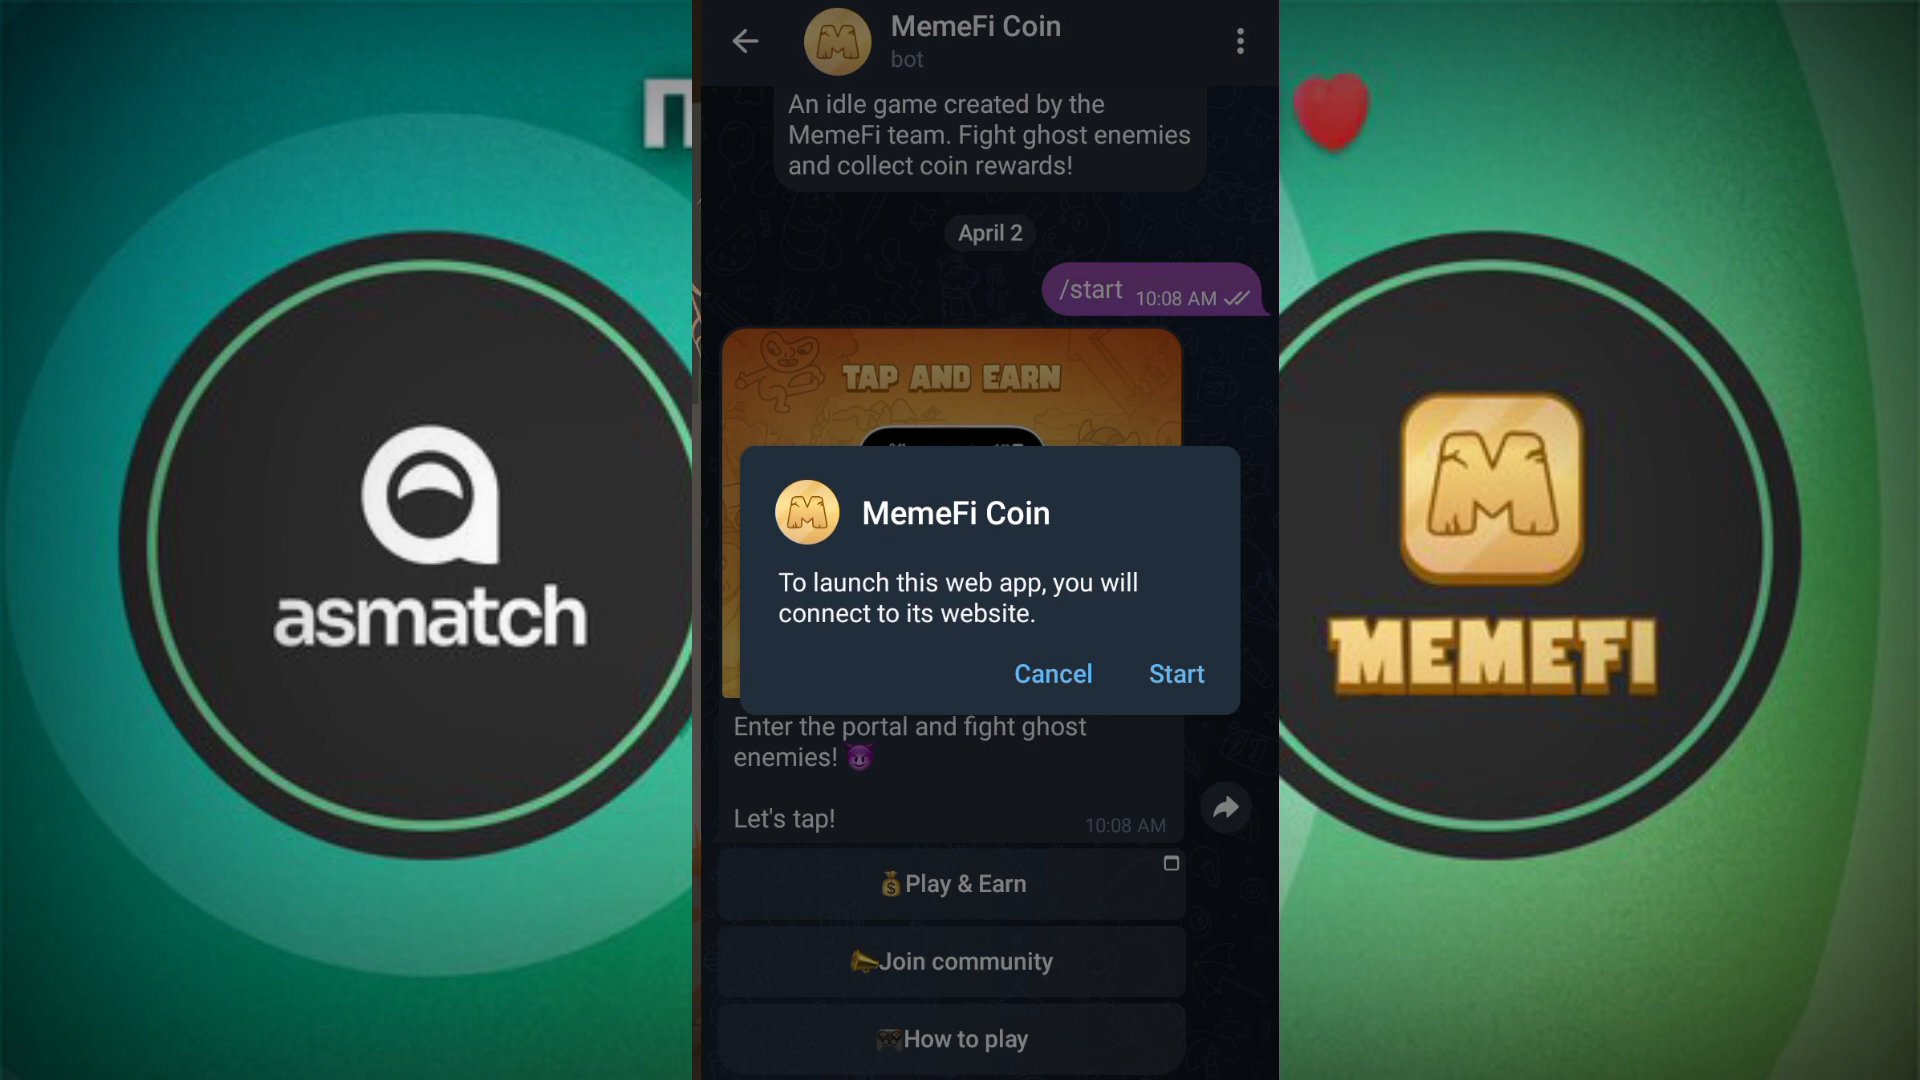 MemeFi Coin
bot
An idle game created by the
MemeFi team. Fight ghost enemies
and collect coin rewards!
April 2
/start 10:08 AM
TAP AND EARN
MemeFi Coin
To launch this web app, you will
connect to its website.
Cancel Start
Enter the portal and fight ghost
enemies! 😈
Let's tap!
10:08 AM
💰Play & Earn
📣Join community
🎮How to play
asmatch
M
MEMEFI